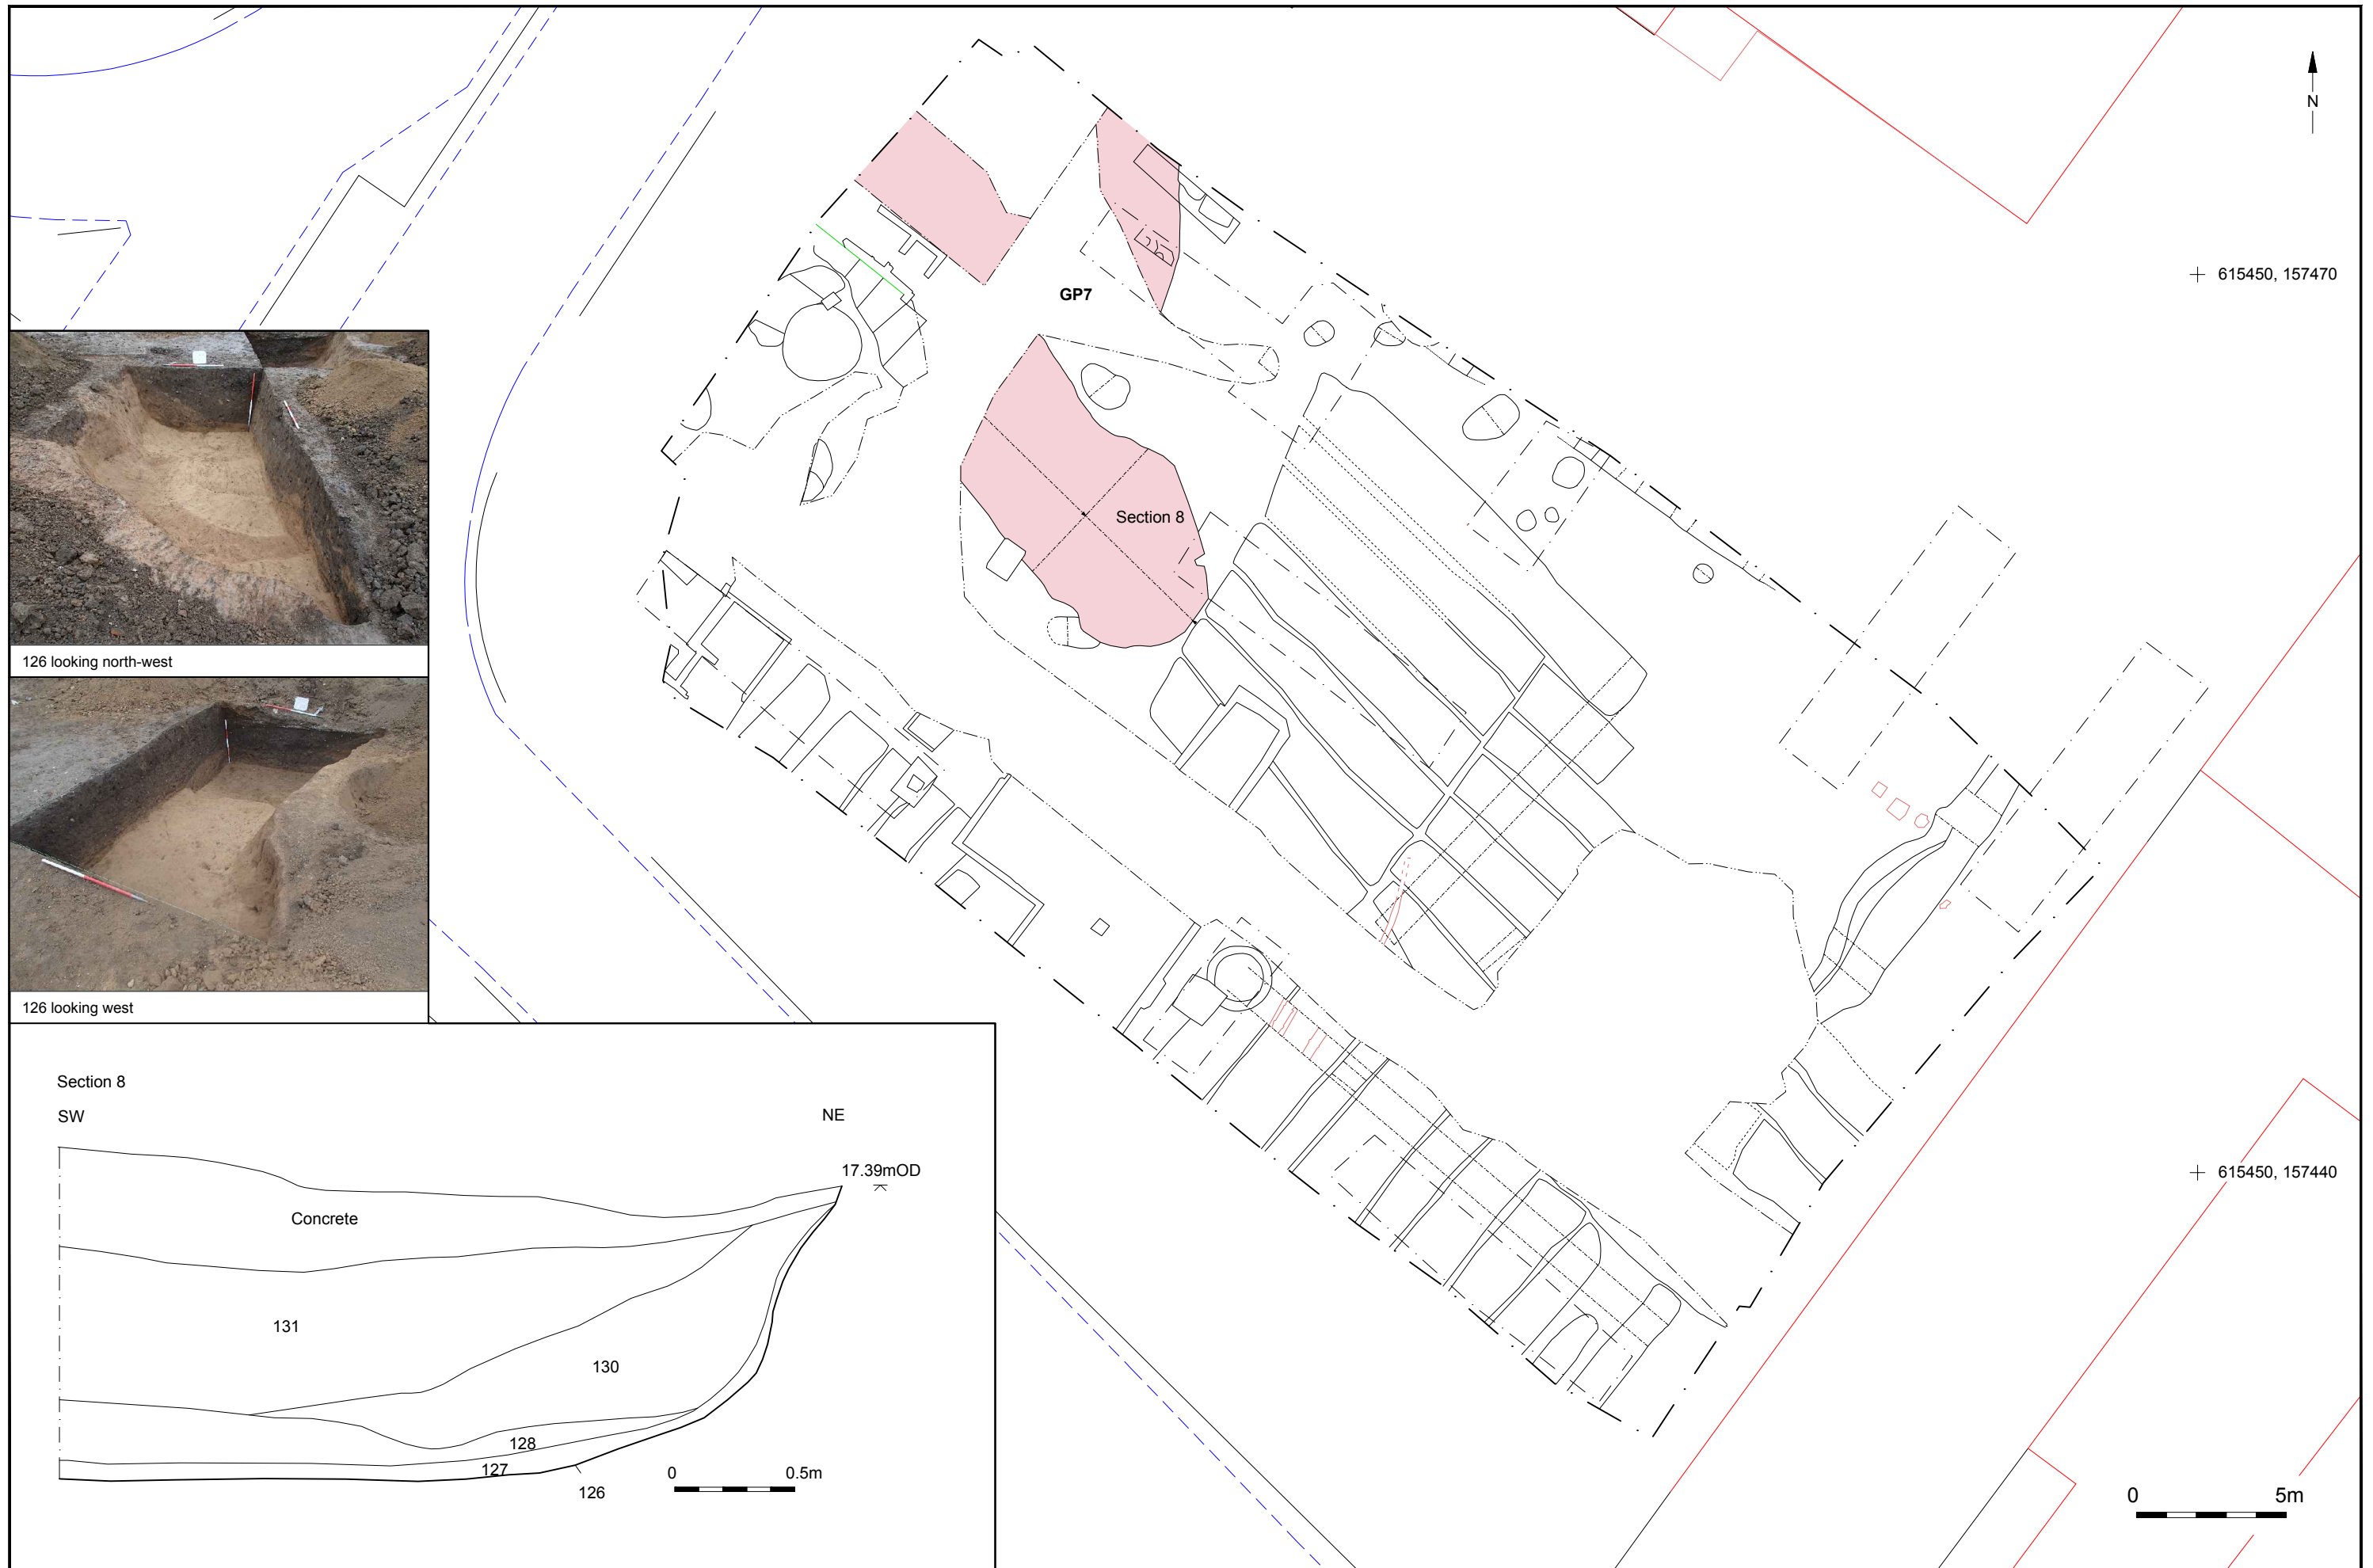 N
615450, 157470
GP7
Section 8
126 looking north-west
126 looking west
Section 8
SW
NE
17.39mOD
Concrete
131
130
128
127
126
0 0.5m
615450, 157440
0 5m